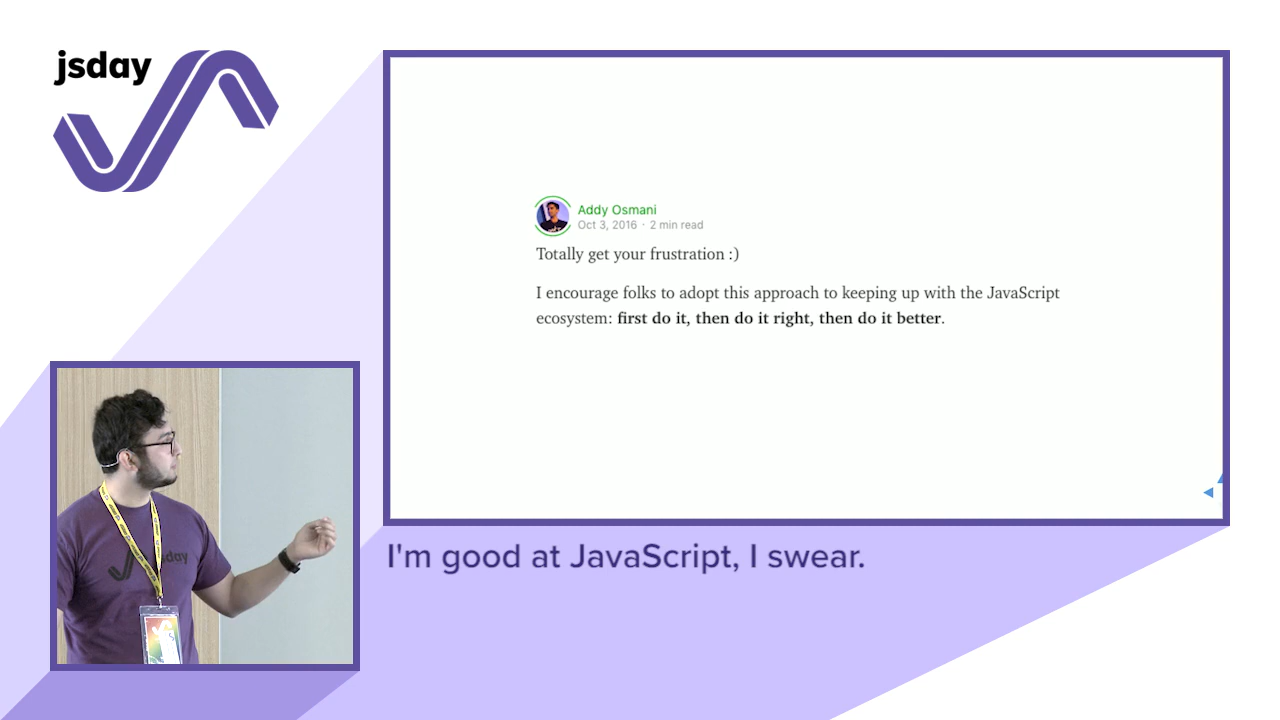 jsday
Addy Osmani
Oct 3, 2016 · 2 min read
Totally get your frustration :)
I encourage folks to adopt this approach to keeping up with the JavaScript
ecosystem: first do it, then do it right, then do it better.
I'm good at JavaScript, I swear.